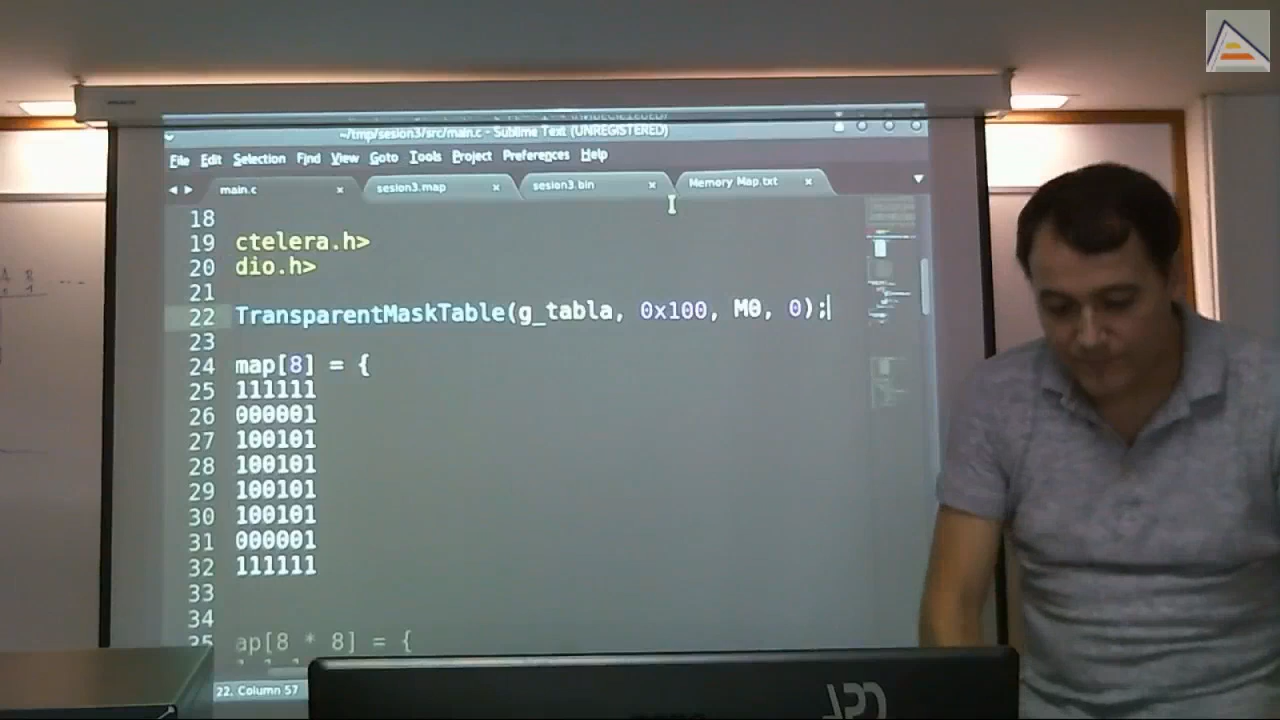 ~/tmp/sesion3/src/main.c - Sublime Text (UNREGISTERED)
File Edit Selection Find View Goto Tools Project Preferences Help
main.c × sesion3.map × sesion3.bin × Memory Map.txt ×
18
19 ctelera.h>
20 dio.h>
21
22 TransparentMaskTable(g_tabla, 0x100, M0, 0);
23
24 map[8] = {
25 111111
26 000001
27 100101
28 100101
29 100101
30 100101
31 000001
32 111111
33
34
35 ap[8 * 8] = {
22, Column 57